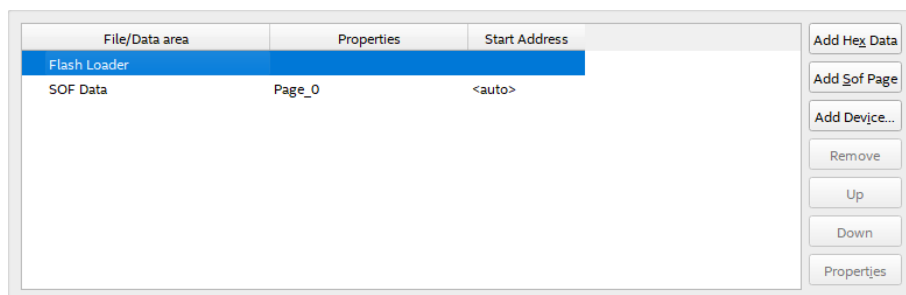 File/Data area Properties Start Address
Flash Loader
SOF Data Page_0 <auto>
Add Hex Data
Add Sof Page
Add Device...
Remove
Up
Down
Properties